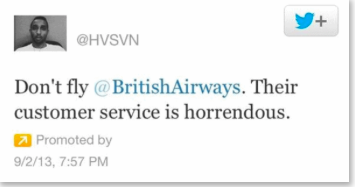 @HVSVN
Don't fly @BritishAirways. Their
customer service is horrendous.
Promoted by
9/2/13, 7:57 PM